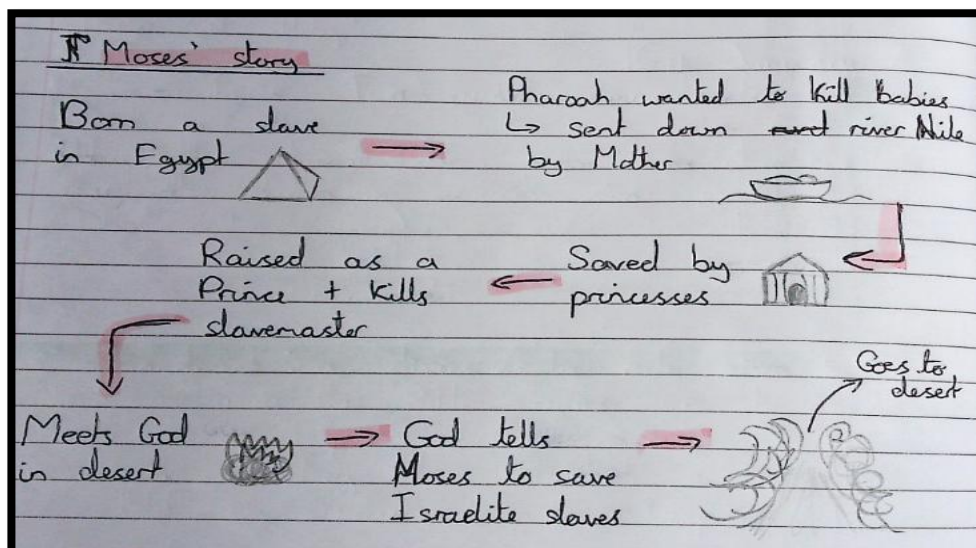 Moses' story
Born a slave
in Egypt
Pharoah wanted to kill babies
↳ sent down river Nile
by Mother
Saved by
princesses
Raised as a
Prince + kills
slavemaster
Meets God
in desert
God tells
Moses to save
Israelite slaves
Goes to
desert